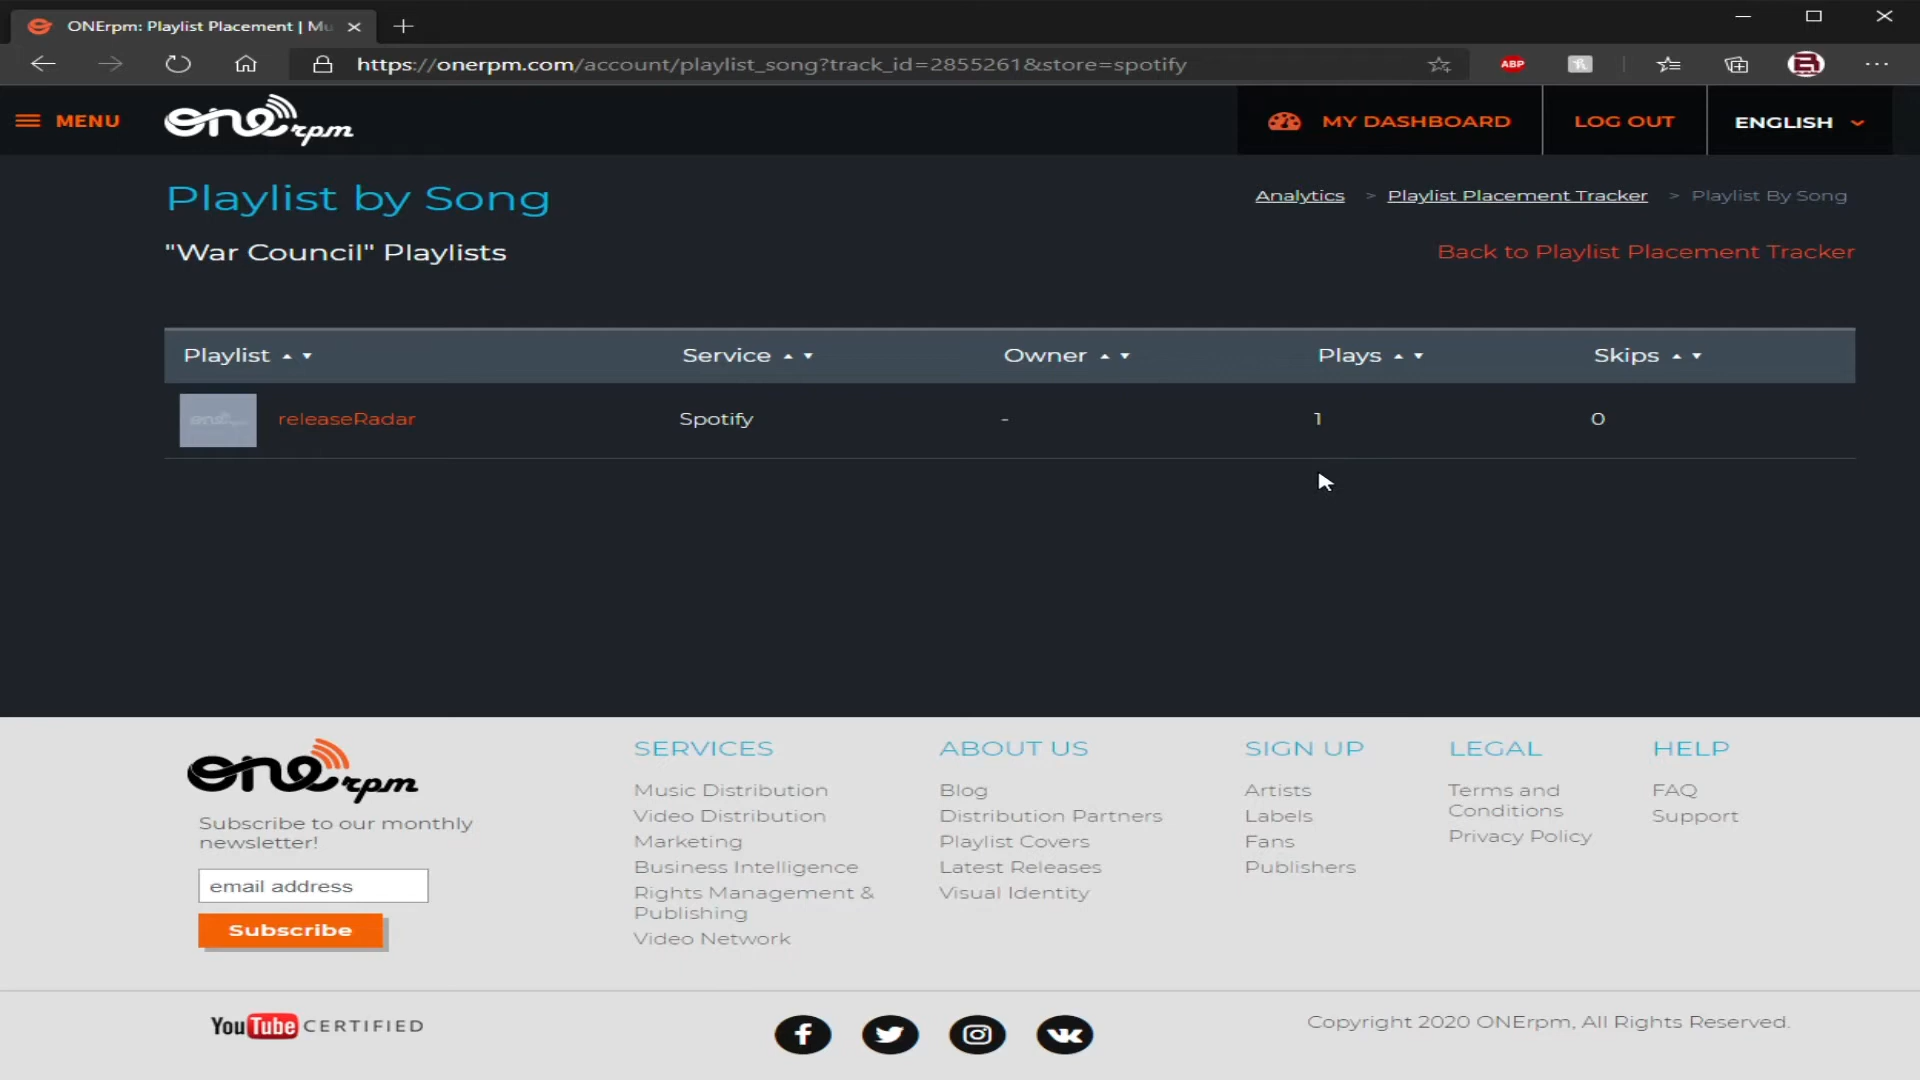 ONErpm: Playlist Placement | Mu
https://onerpm.com/account/playlist_song?track_id=2855261&store=spotify
ABP
MENU
onerpm
MY DASHBOARD
LOG OUT
ENGLISH
Playlist by Song
Analytics > Playlist Placement Tracker > Playlist By Song
"War Council" Playlists
Back to Playlist Placement Tracker
Playlist Service Owner Plays Skips
releaseRadar Spotify - 1 0
onerpm
Subscribe to our monthly
newsletter!
email address
Subscribe
SERVICES
Music Distribution
Video Distribution
Marketing
Business Intelligence
Rights Management &
Publishing
Video Network
ABOUT US
Blog
Distribution Partners
Playlist Covers
Latest Releases
Visual Identity
SIGN UP
Artists
Labels
Fans
Publishers
LEGAL
Terms and
Conditions
Privacy Policy
HELP
FAQ
Support
YouTube CERTIFIED
Copyright 2020 ONErpm, All Rights Reserved.